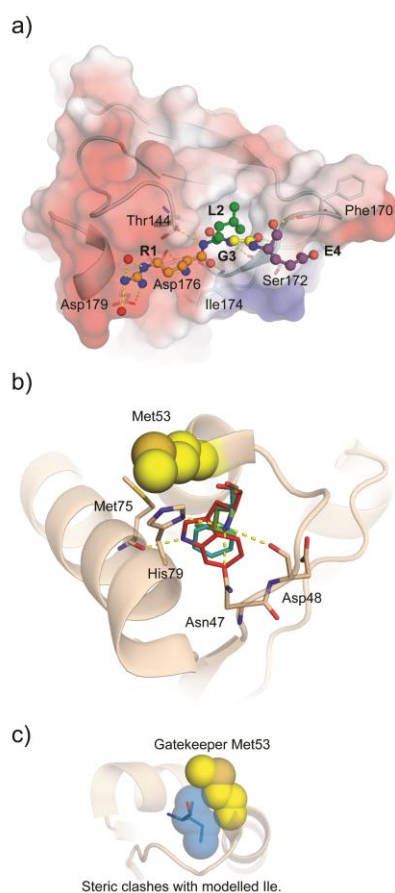 a)
L2
Thr144
Phe170
R1
G3
E4
Asp176
Ser172
Asp179
Ile174
b)
Met53
Met75
His79
Asp48
Asn47
c)
Gatekeeper Met53
Steric clashes with modelled Ile.